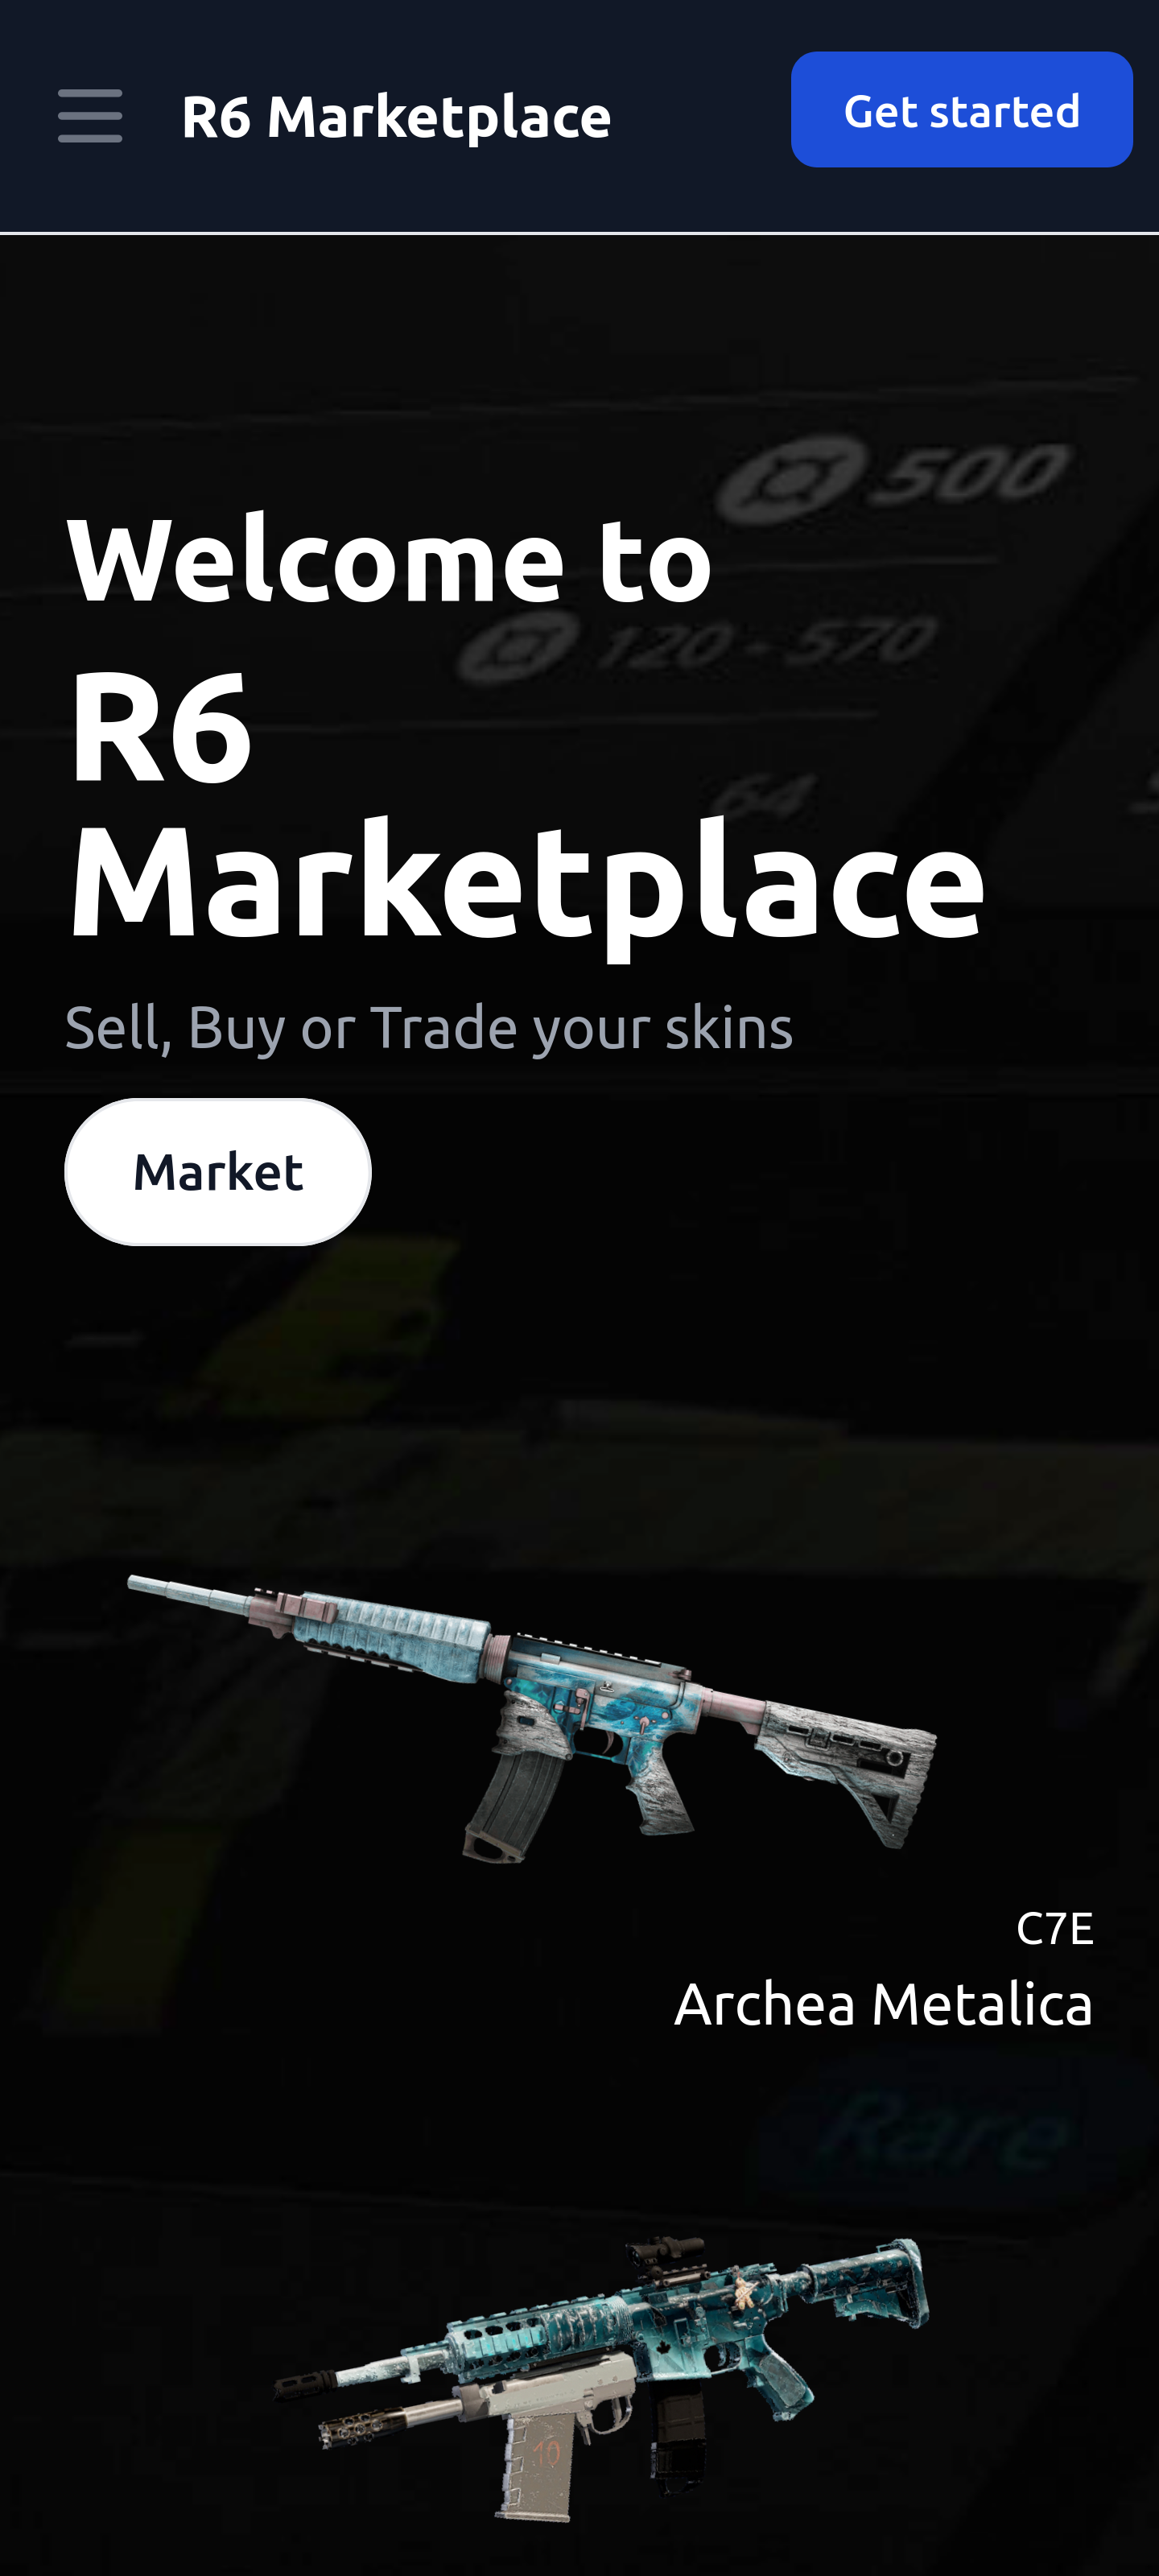 R6 Marketplace
Get started
500
Welcome to
120 - 570
R6
64
Marketplace
Sell, Buy or Trade your skins
Market
C7E
Archea Metalica
Rare
10